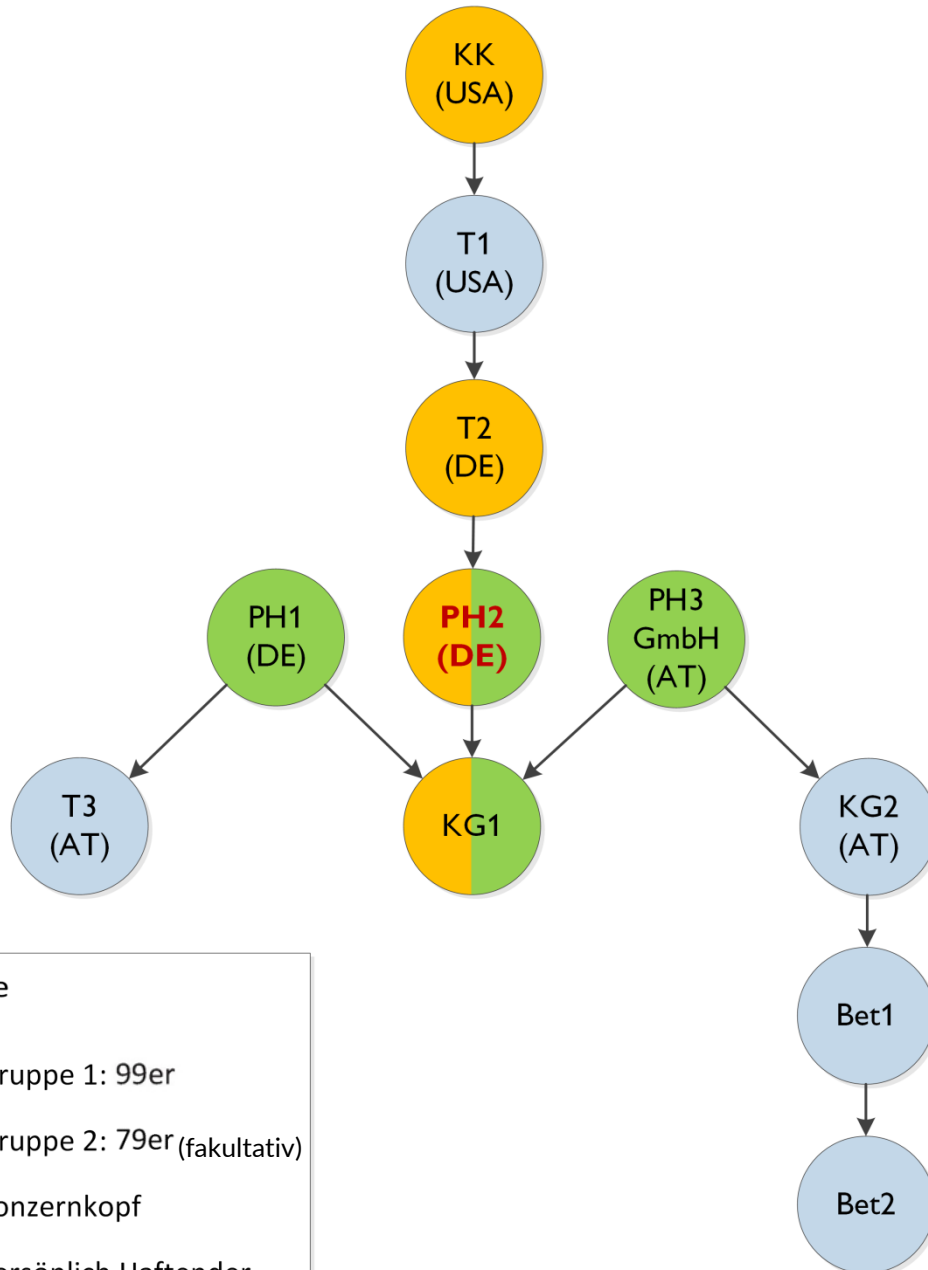 KK
(USA)
T1
(USA)
T2
(DE)
PH1
(DE)
PH2
(DE)
PH3
GmbH
(AT)
T3
(AT)
KG1
KG2
(AT)
Bet1
Bet2
e
ruppe 1: 99er
ruppe 2: 79er (fakultativ)
onzernkopf